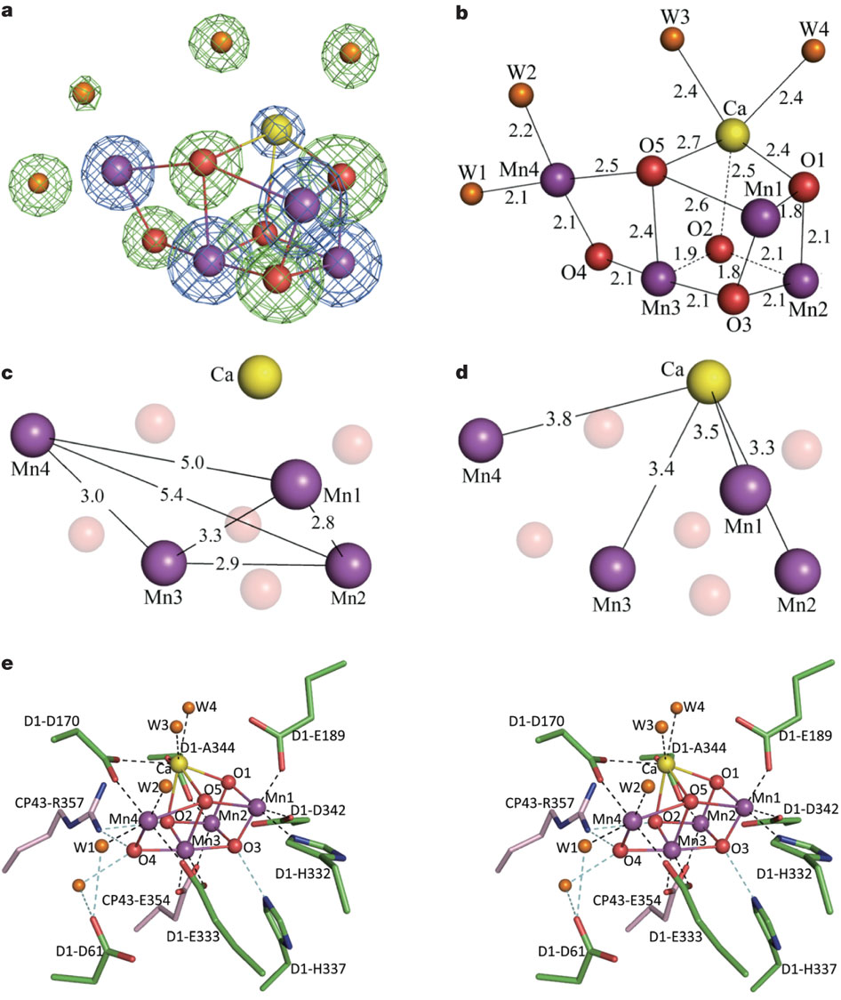 a
b
W3
W4
W2
2.4
2.4
Ca
2.2
O5
2.7
2.4
W1
Mn4
2.5
2.5
O1
2.1
2.6
Mn1
1.8
2.1
2.4
O2
1.9
2.1
2.1
O4
1.8
2.1
Mn3
2.1
2.1
Mn2
O3
c
d
Ca
Ca
3.8
3.5
3.3
Mn4
5.0
Mn4
3.4
3.0
5.4
Mn1
3.3
2.8
Mn1
2.9
Mn3
Mn2
Mn3
Mn2
e
W4
D1-D170
W3
D1-E189
D1-A344
Ca
O1
W2
CP43-R357
O5
Mn1
Mn4
O2
Mn2
D1-D342
W1
Mn3
O3
O4
D1-H332
CP43-E354
D1-D61
D1-E333
D1-H337
W4
D1-D170
W3
D1-E189
D1-A344
Ca
O1
W2
CP43-R357
O5
Mn1
Mn4
O2
Mn2
D1-D342
W1
Mn3
O3
O4
D1-H332
CP43-E354
D1-D61
D1-E333
D1-H337